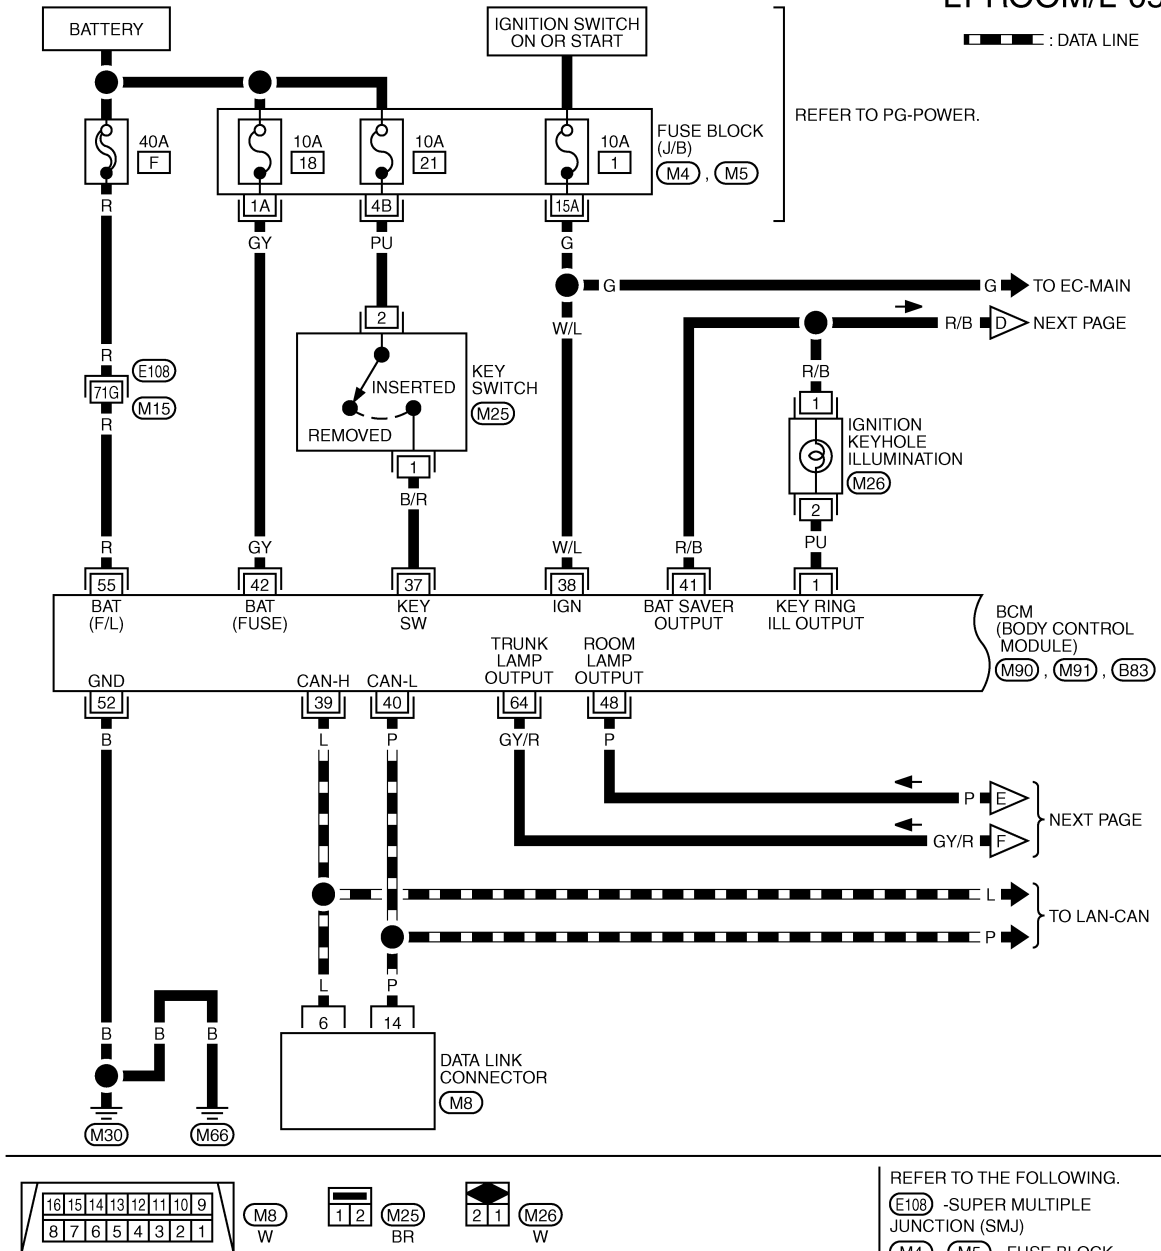 BATTERY
IGNITION SWITCH
ON OR START
: DATA LINE
REFER TO PG-POWER.
40A
F
10A
18
10A
21
10A
1
FUSE BLOCK
(J/B)
M4 , M5
R
1A
4B
15A
GY
PU
G
G
G
TO EC-MAIN
W/L
R/B
D
NEXT PAGE
2
R
E108
71G
M15
R
INSERTED
REMOVED
KEY
SWITCH
M25
R/B
1
IGNITION
KEYHOLE
ILLUMINATION
M26
1
B/R
2
PU
R
GY
W/L
R/B
55
42
37
38
41
1
BAT
(F/L)
BAT
(FUSE)
KEY
SW
IGN
BAT SAVER
OUTPUT
KEY RING
ILL OUTPUT
BCM
(BODY CONTROL
MODULE)
M90 , M91 , B83
TRUNK
LAMP
OUTPUT
ROOM
LAMP
OUTPUT
GND
CAN-H
CAN-L
52
39
40
64
48
B
L
P
GY/R
P
P
E
GY/R
F
NEXT PAGE
L
P
TO LAN-CAN
L
P
6
14
B
B
B
DATA LINK
CONNECTOR
M8
M30
M66
16 15 14 13 12 11 10 9
8 7 6 5 4 3 2 1
M8
W
1 2
M25
BR
2 1
M26
W
REFER TO THE FOLLOWING.
E108 -SUPER MULTIPLE
JUNCTION (SMJ)
M4 , M5 -FUSE BLOCK-